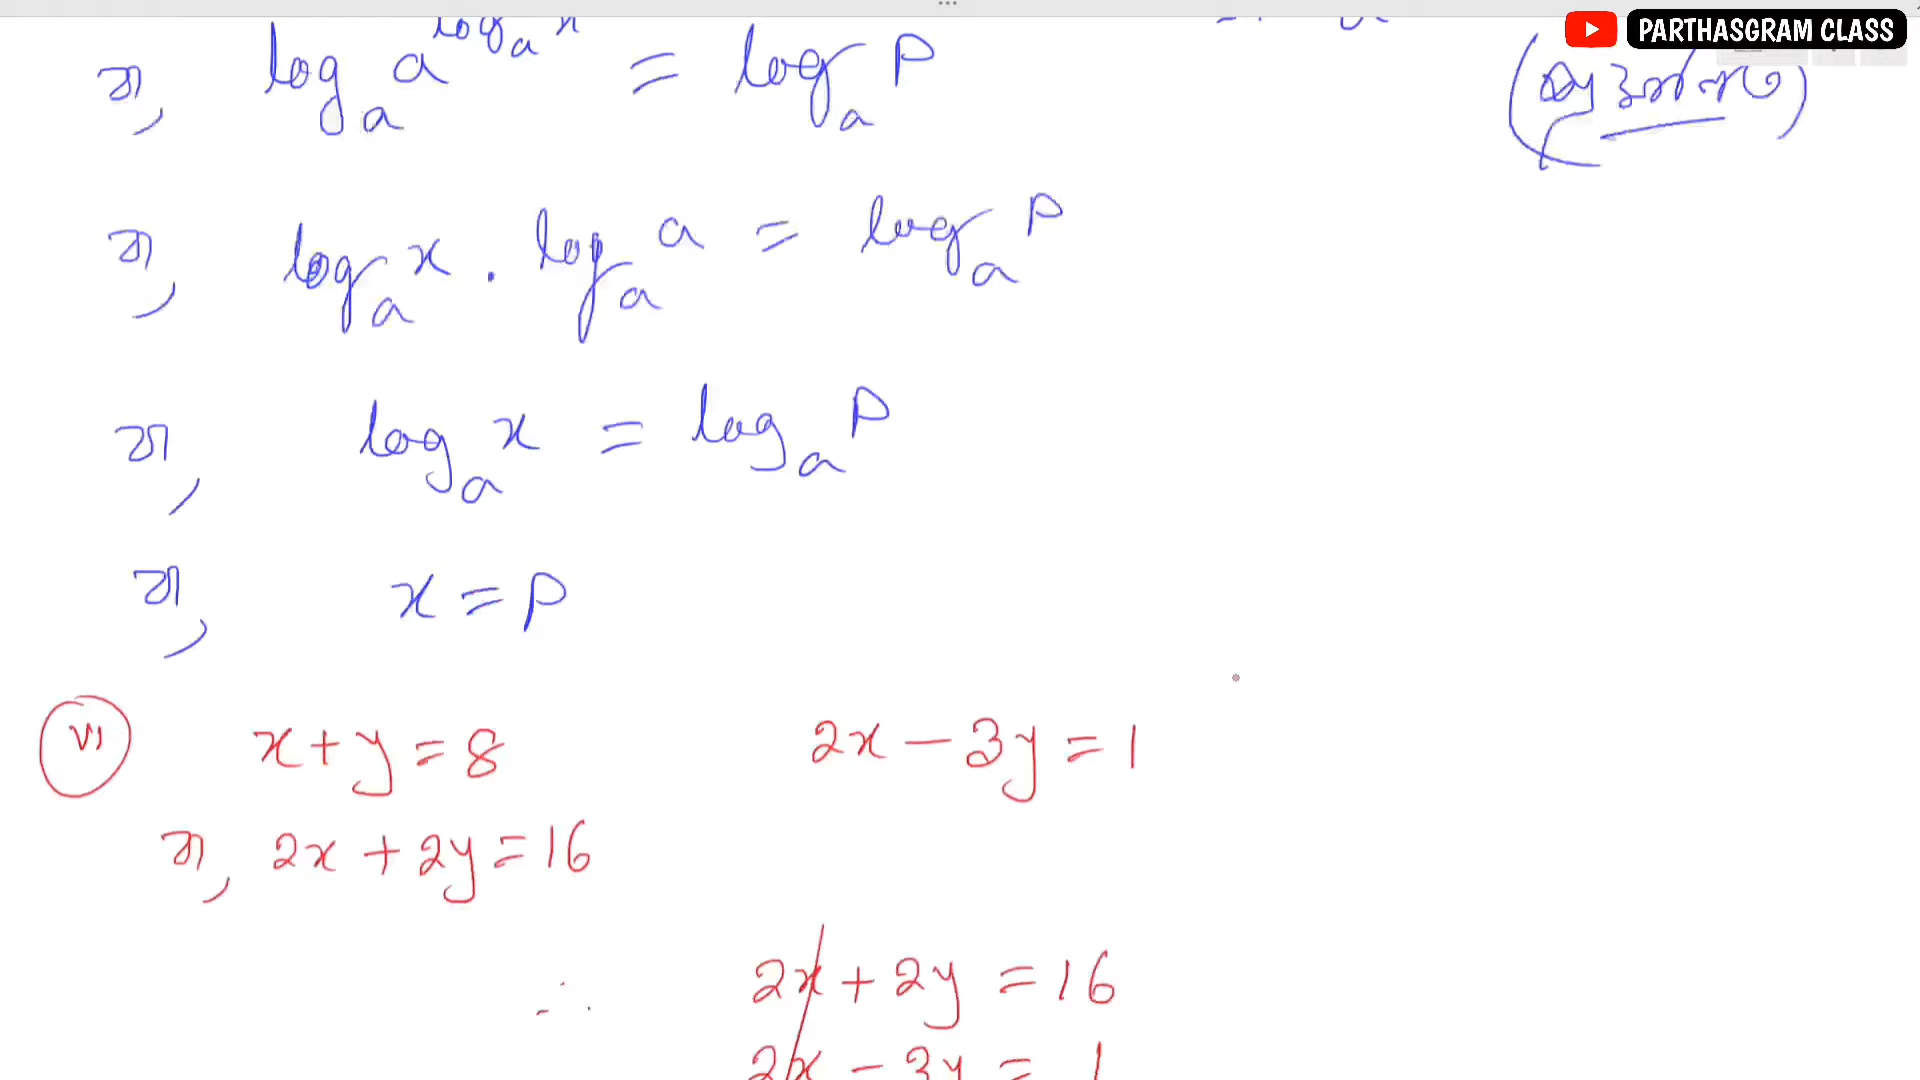 PARTHASGRAM CLASS
বা, log_a a^{log_a x} = log_a P
বা, log_a x . log_a a = log_a P
বা, log_a x = log_a P
বা, x = P
VI x + y = 8 2x - 3y = 1
বা, 2x + 2y = 16
∴ 2x + 2y = 16
2x - 3y = 1